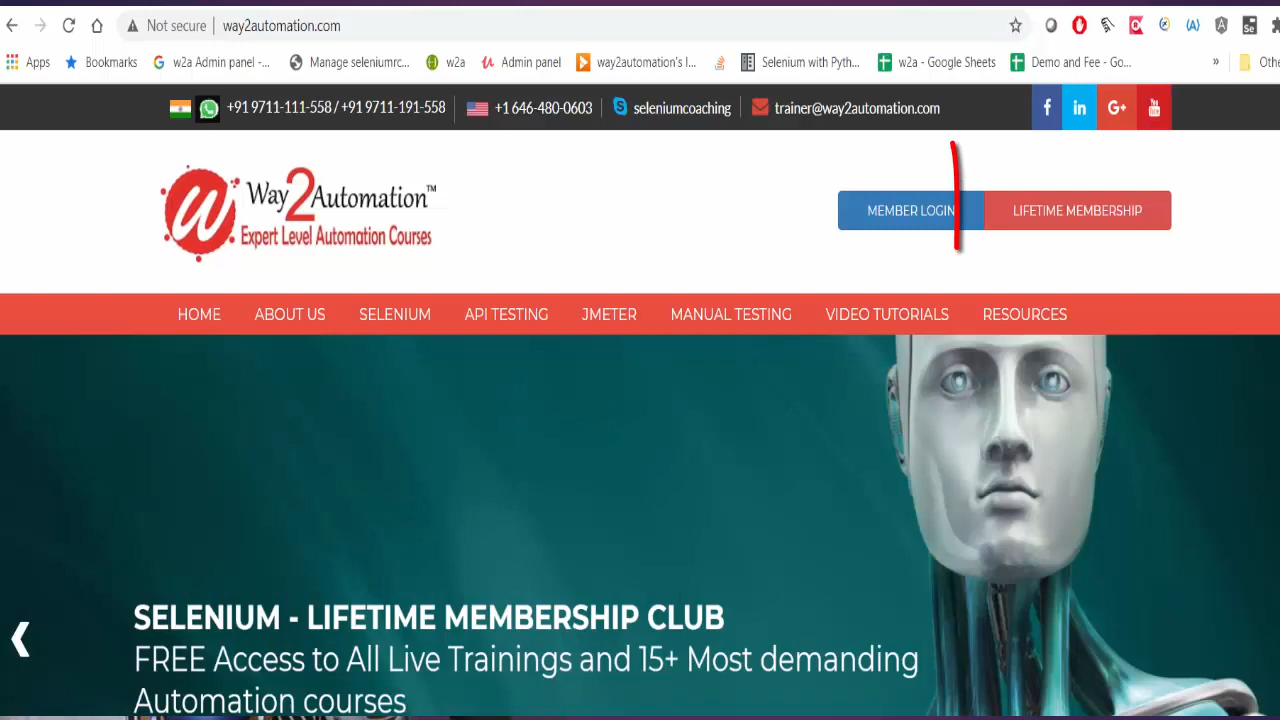 Not secure | way2automation.com
Apps Bookmarks w2a Admin panel -... Manage seleniumrc... w2a Admin panel way2automation's I... Selenium with Pyth... w2a - Google Sheets Demo and Fee - Go... » Othe
+91 9711-111-558 / +91 9711-191-558 +1 646-480-0603 seleniumcoaching trainer@way2automation.com f in G+ You Tube
w Way2Automation™
Expert Level Automation Courses
MEMBER LOGIN LIFETIME MEMBERSHIP
HOME ABOUT US SELENIUM API TESTING JMETER MANUAL TESTING VIDEO TUTORIALS RESOURCES
SELENIUM - LIFETIME MEMBERSHIP CLUB
FREE Access to All Live Trainings and 15+ Most demanding
Automation courses